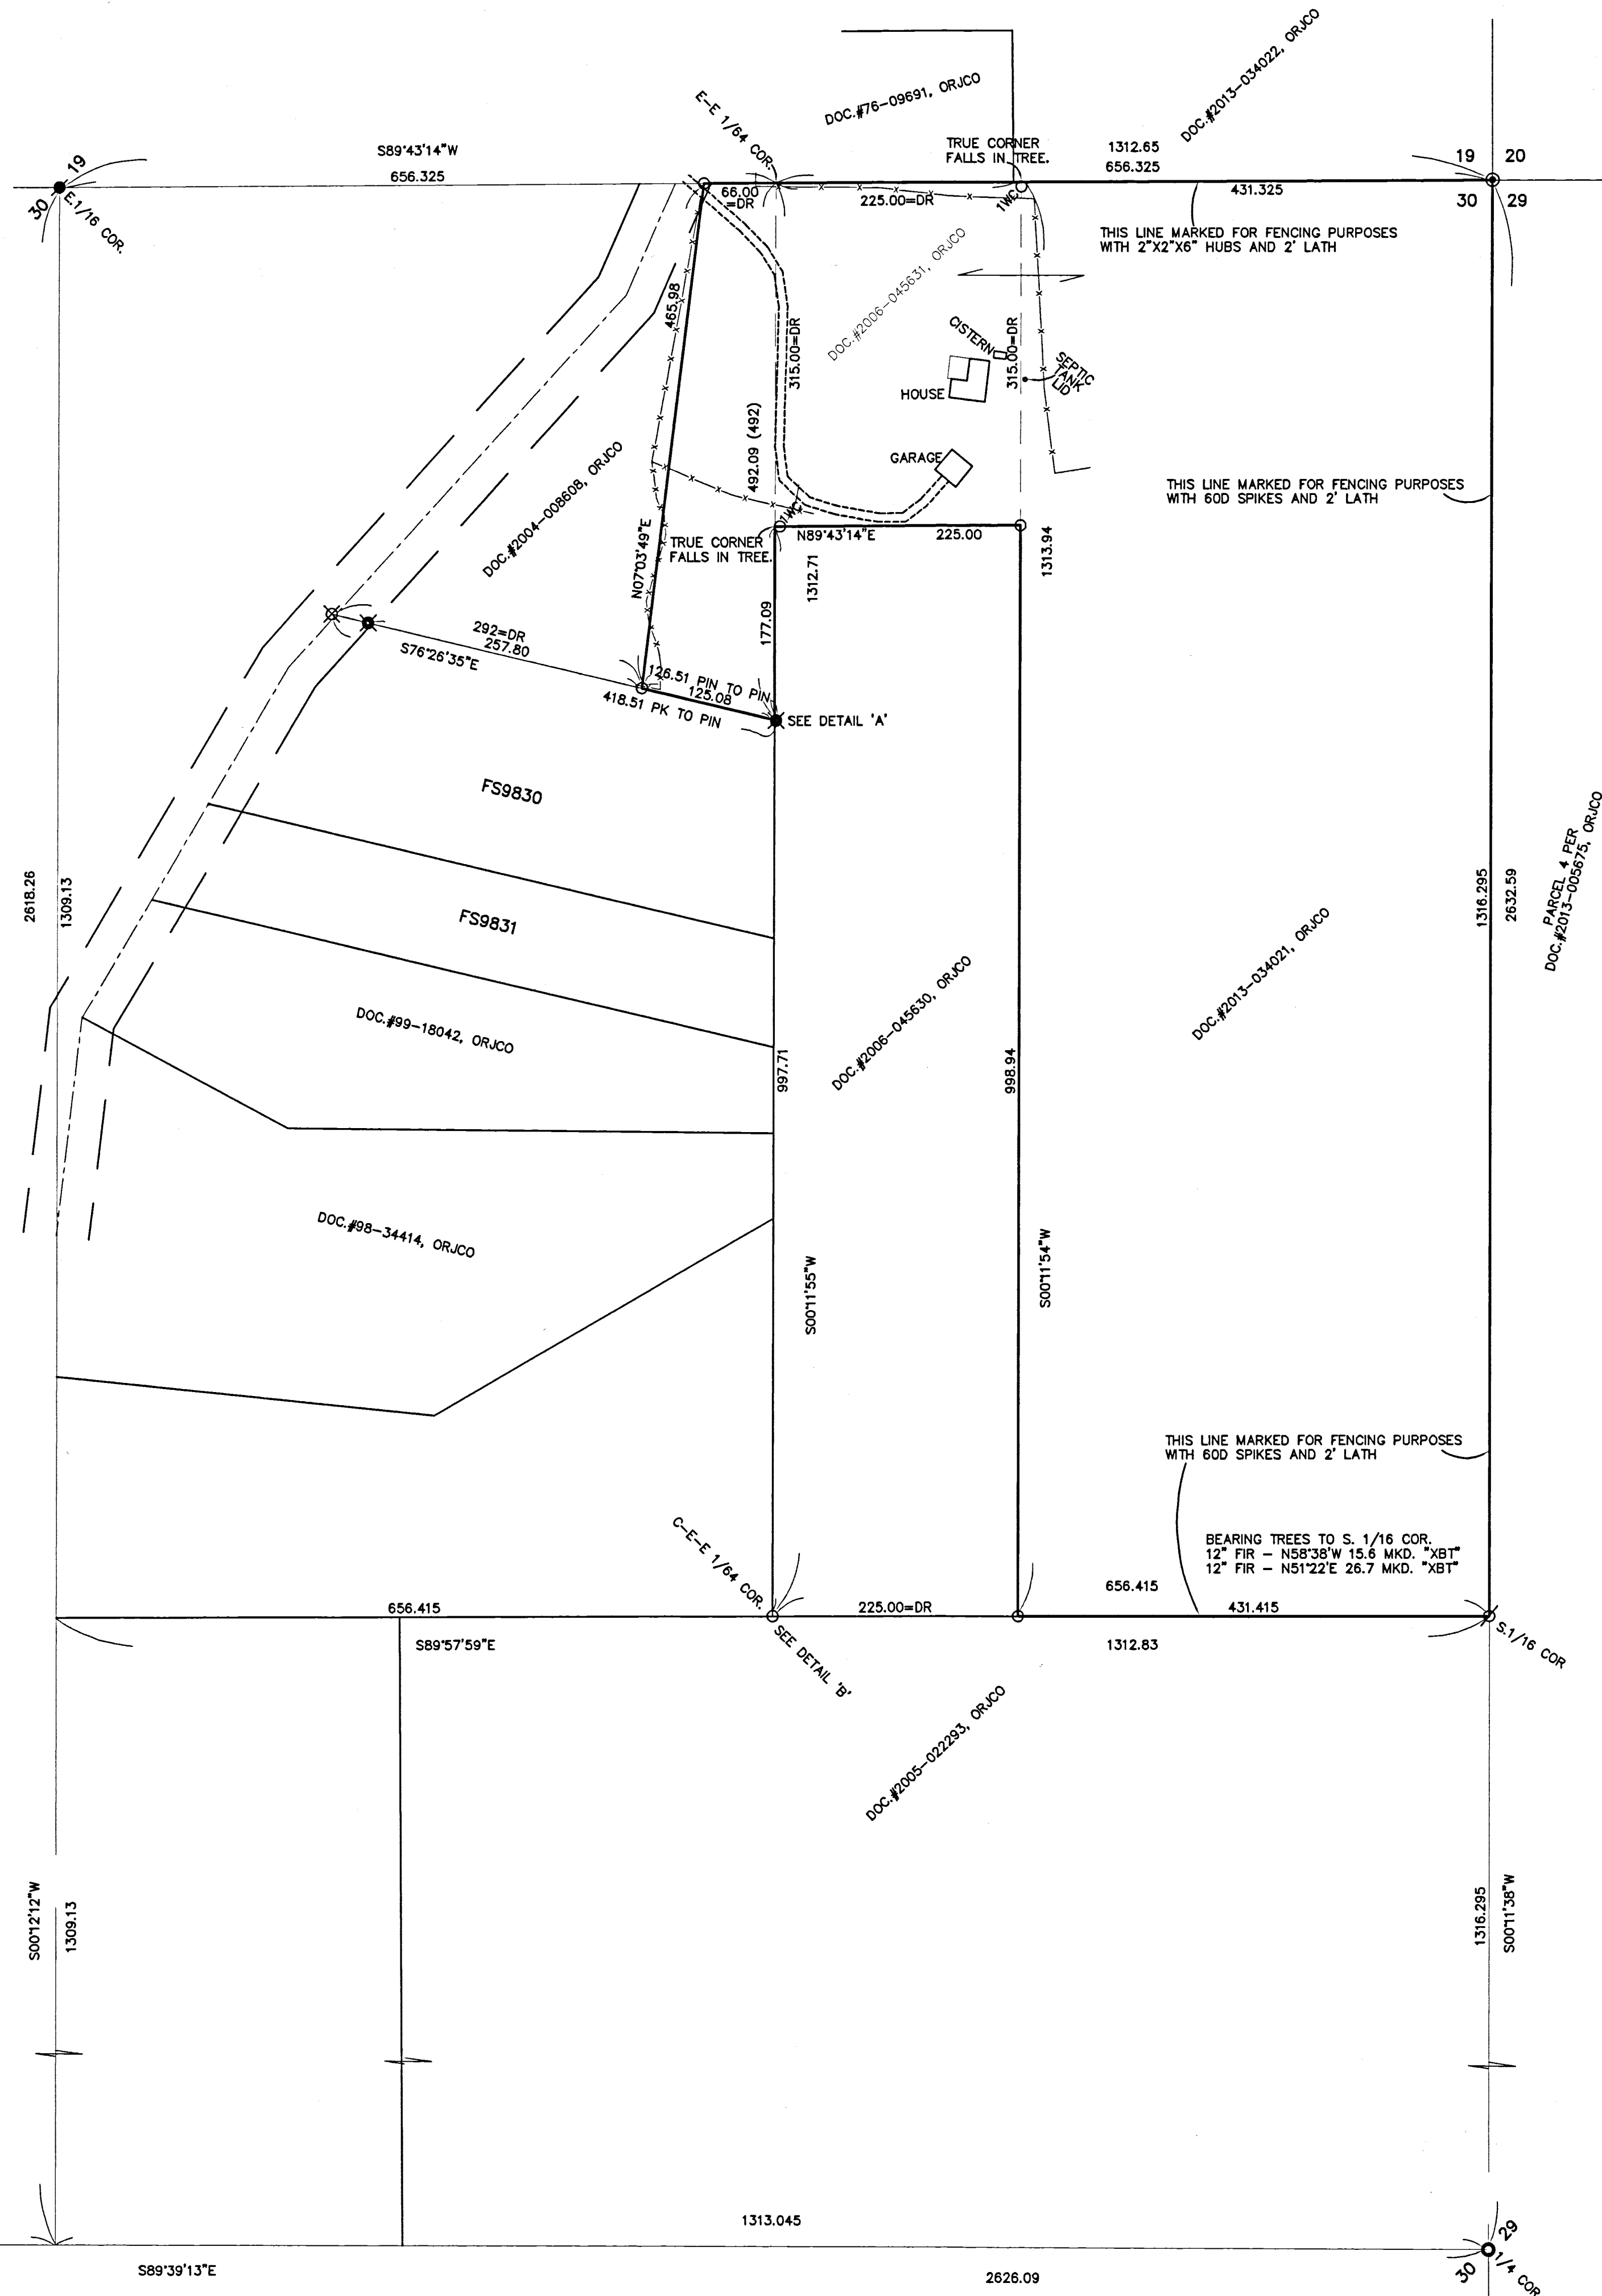 DOC.#2013-034022, ORJCO
DOC.#76-09691, ORJCO
E-E 1/64 COR.
TRUE CORNER
FALLS IN TREE.
1312.65
656.325
431.325
S89°43'14"W
656.325
19
30
E.1/16 COR.
66.00
=DR
225.00=DR
1WC
19
20
30
29
THIS LINE MARKED FOR FENCING PURPOSES
WITH 2"X2"X6" HUBS AND 2' LATH
DOC.#2006-045631, ORJCO
465.98
315.00=DR
315.00=DR
CISTERN
SEPTIC
TANK
LID
HOUSE
492.09 (492)
GARAGE
DOC.#2004-008608, ORJCO
THIS LINE MARKED FOR FENCING PURPOSES
WITH 60D SPIKES AND 2' LATH
1WC
N89°43'14"E
225.00
TRUE CORNER
FALLS IN TREE.
N07°03'49"E
1312.71
1313.94
177.09
292=DR
257.80
S76°26'35"E
126.51 PIN TO PIN
125.08
418.51 PK TO PIN
SEE DETAIL 'A'
FS9830
FS9831
2618.26
1309.13
1316.295
2632.59
PARCEL 4 PER
DOC.#2013-005675, ORJCO
DOC.#2006-045630, ORJCO
DOC.#2013-034021, ORJCO
DOC.#99-18042, ORJCO
997.71
998.94
DOC.#98-34414, ORJCO
S00°11'55"W
S00°11'54"W
THIS LINE MARKED FOR FENCING PURPOSES
WITH 60D SPIKES AND 2' LATH
BEARING TREES TO S. 1/16 COR.
12" FIR - N58°38'W 15.6 MKD. "XBT"
12" FIR - N51°22'E 26.7 MKD. "XBT"
C-E-E 1/64 COR.
656.415
656.415
225.00=DR
431.415
S89°57'59"E
SEE DETAIL 'B'
1312.83
S.1/16 COR
DOC.#2005-022293, ORJCO
S00°12'12"W
1309.13
1316.295
S00°11'38"W
1313.045
S89°39'13"E
2626.09
29
30
1/4 COR